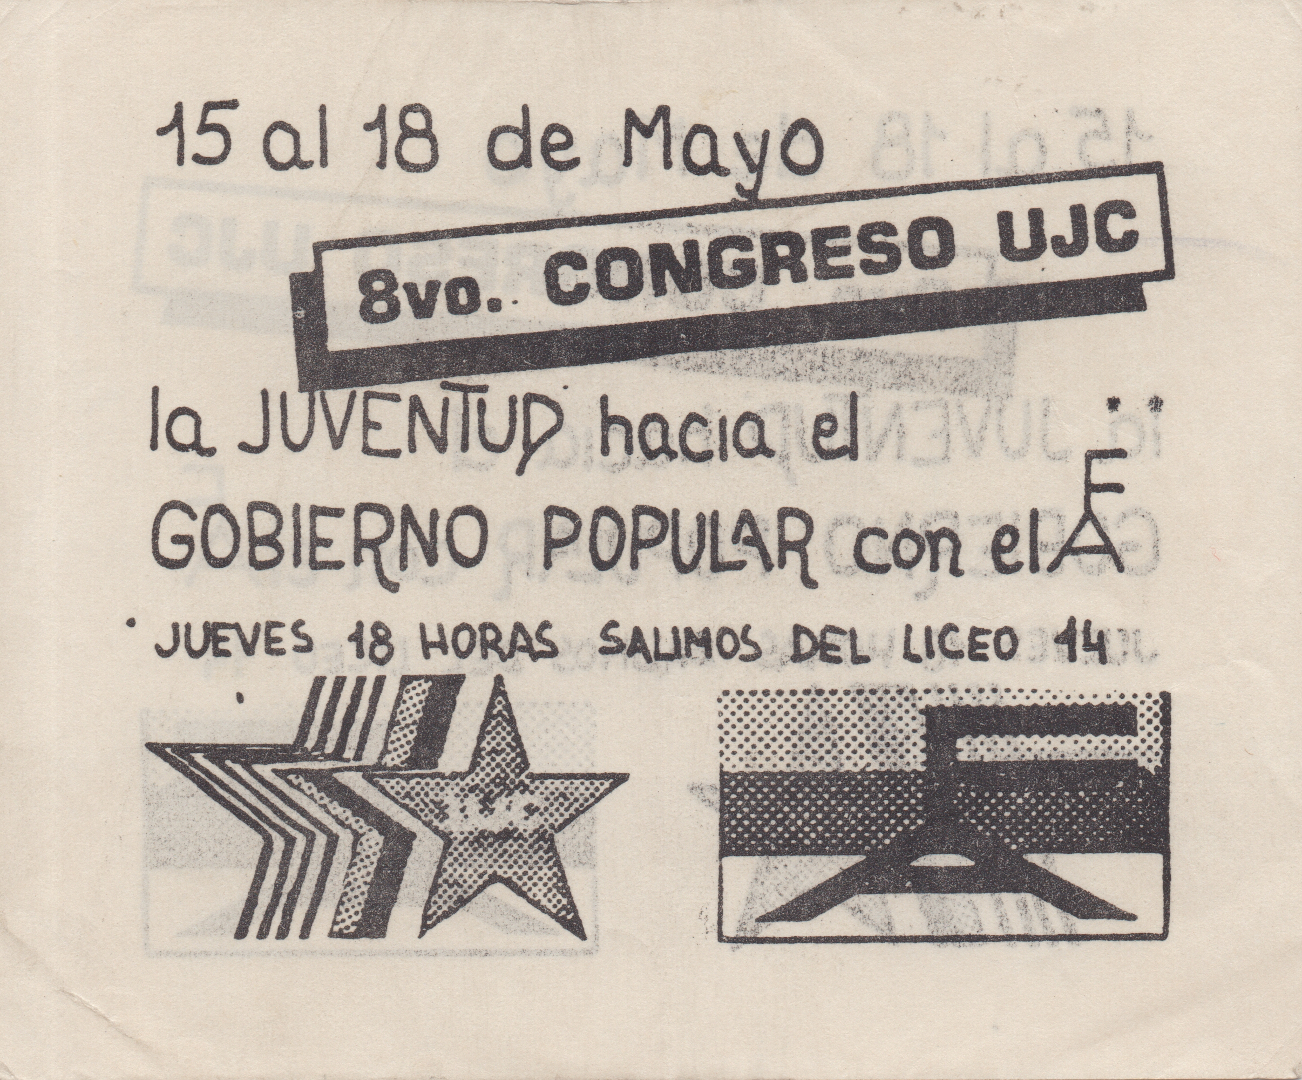 15 al 18 de Mayo
8vo. CONGRESO UJC
la JUVENTUD hacia el
GOBIERNO POPULAR con el FA
JUEVES 18 HORAS SALIMOS DEL LICEO 14
FA